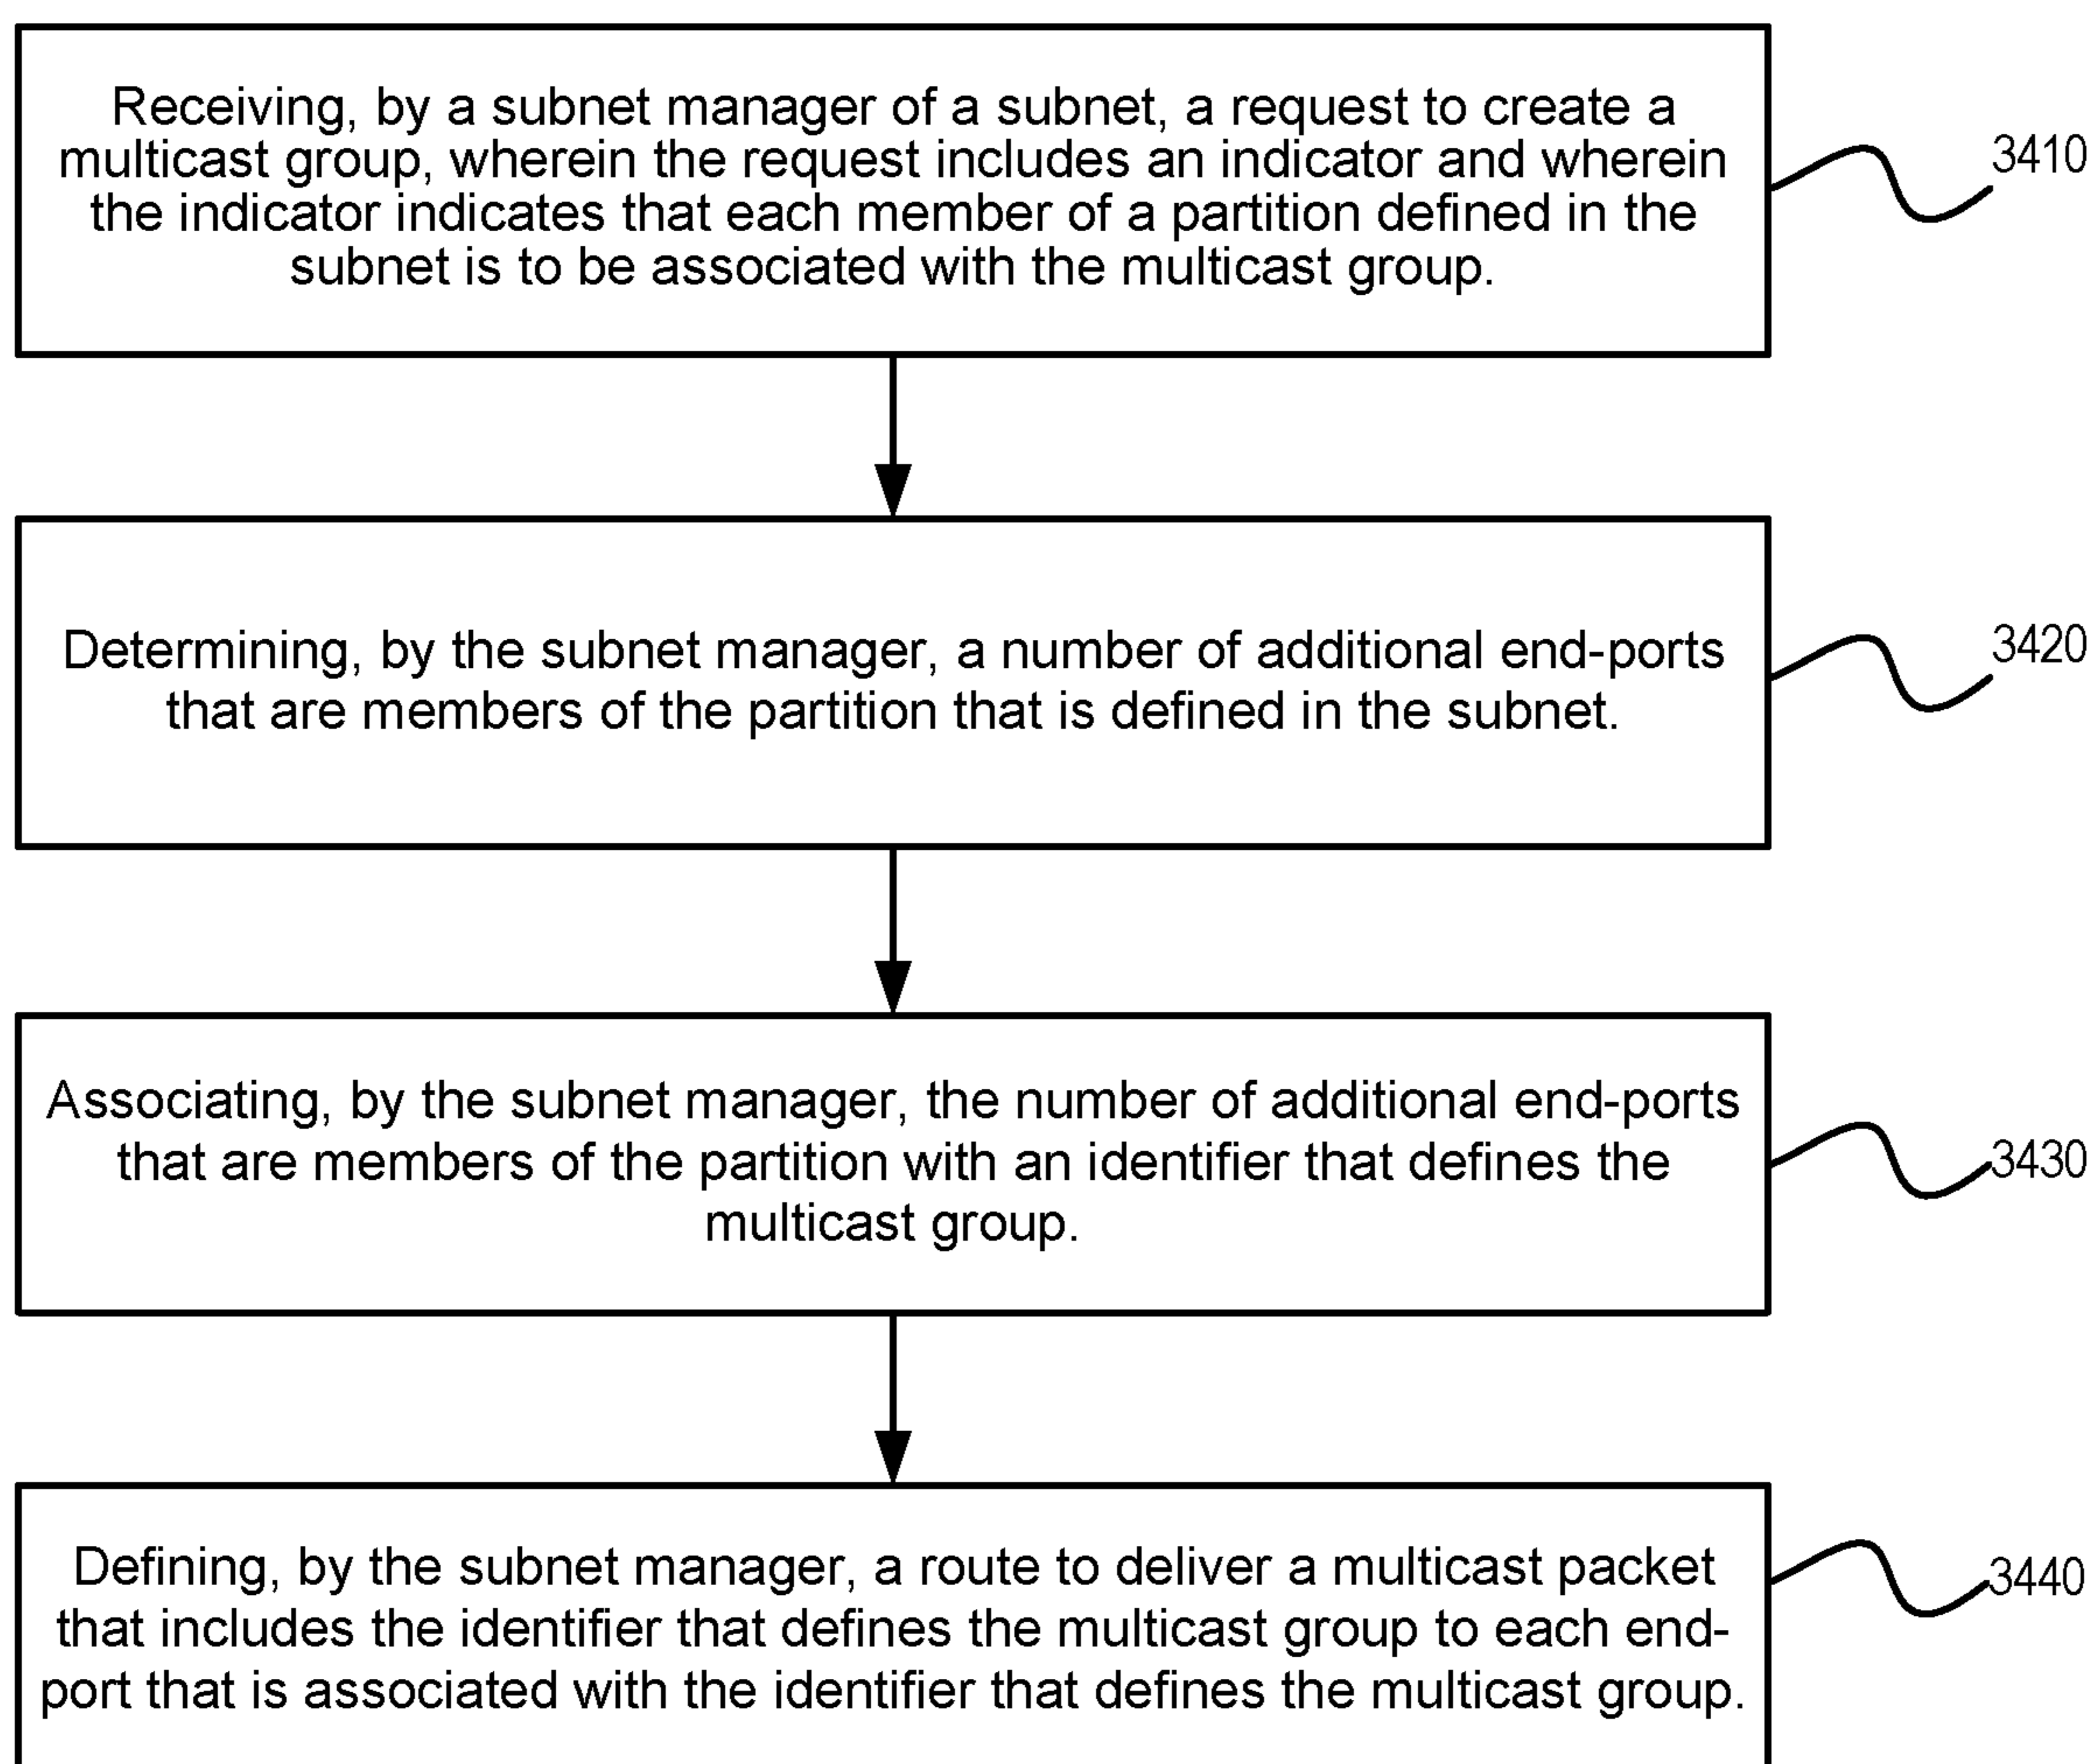 Receiving, by a subnet manager of a subnet, a request to create a
multicast group, wherein the request includes an indicator and wherein
the indicator indicates that each member of a partition defined in the
subnet is to be associated with the multicast group.
3410
Determining, by the subnet manager, a number of additional end-ports
that are members of the partition that is defined in the subnet.
3420
Associating, by the subnet manager, the number of additional end-ports
that are members of the partition with an identifier that defines the
multicast group.
3430
Defining, by the subnet manager, a route to deliver a multicast packet
that includes the identifier that defines the multicast group to each end-
port that is associated with the identifier that defines the multicast group.
3440